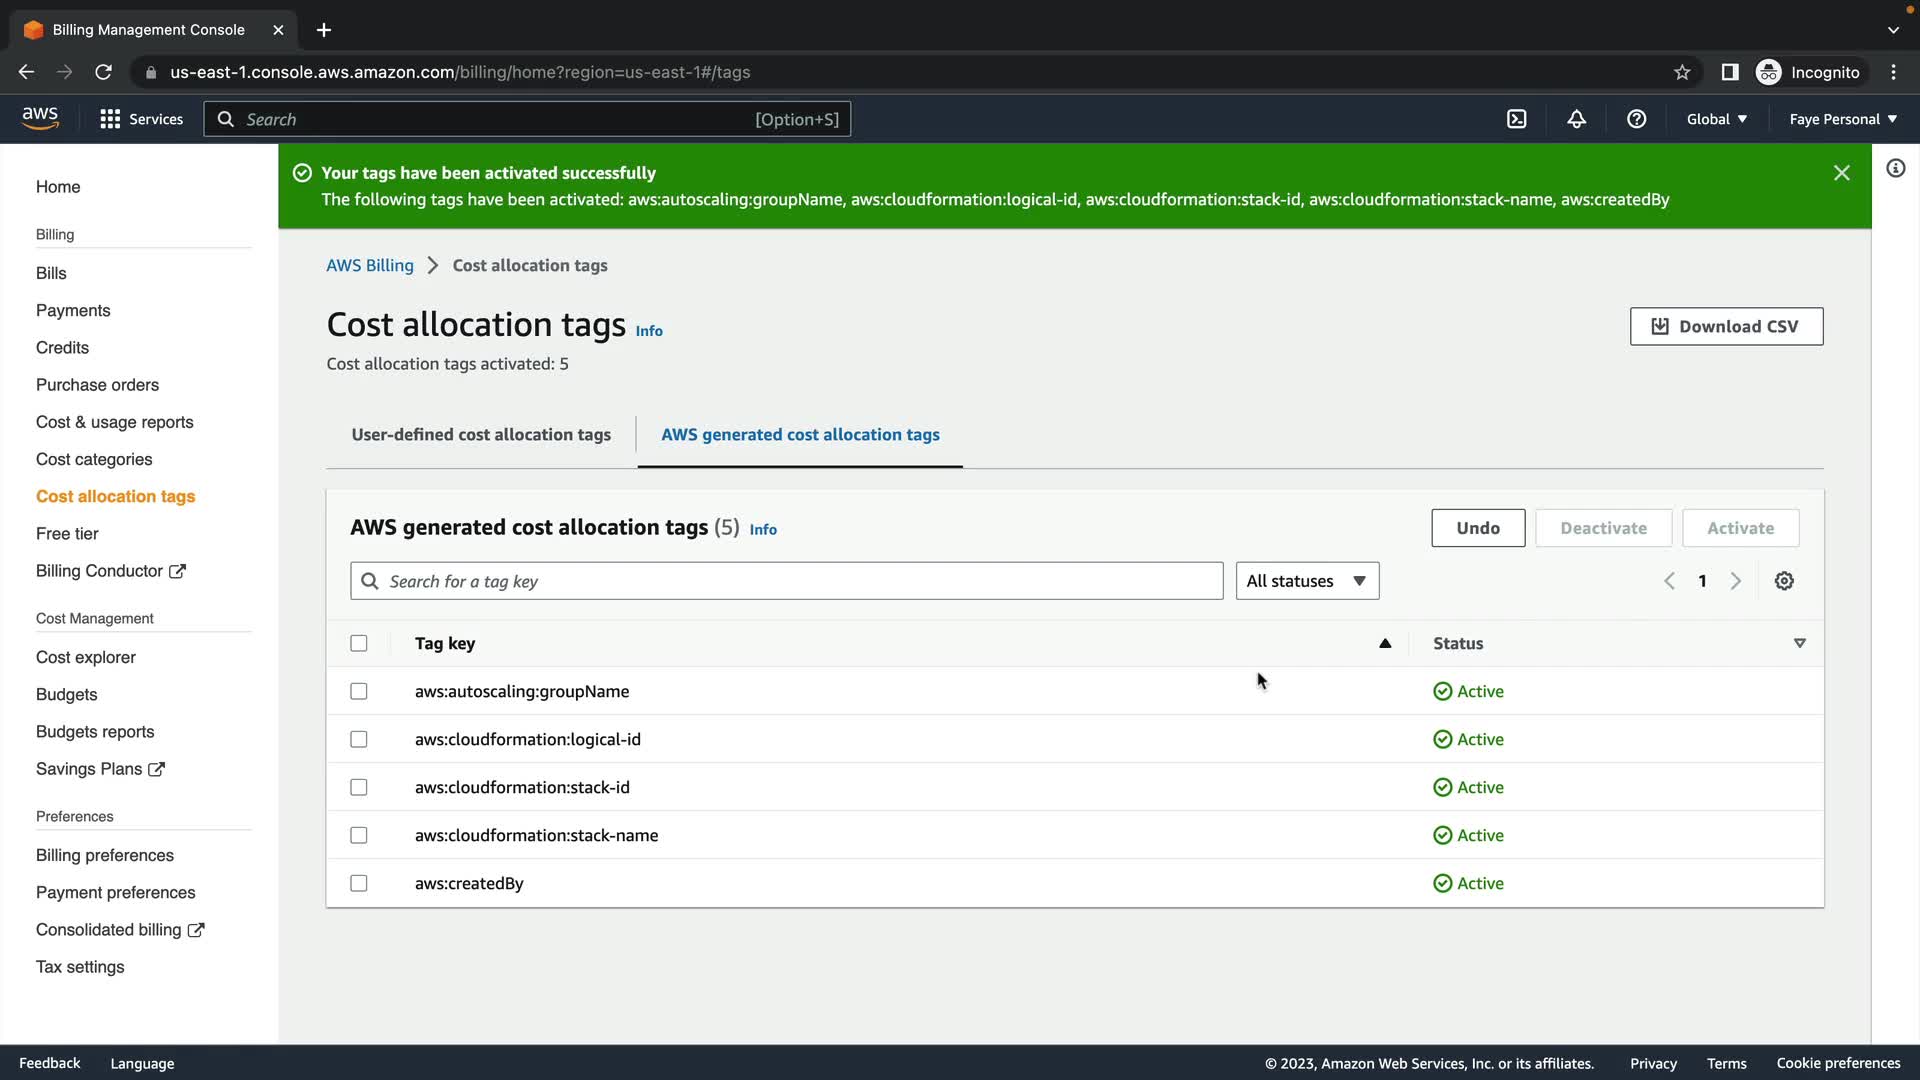 Billing Management Console
us-east-1.console.aws.amazon.com/billing/home?region=us-east-1#/tags
Incognito
aws
Services
Search
[Option+S]
Global
Faye Personal
Home
Billing
Bills
Payments
Credits
Purchase orders
Cost & usage reports
Cost categories
Cost allocation tags
Free tier
Billing Conductor
Cost Management
Cost explorer
Budgets
Budgets reports
Savings Plans
Preferences
Billing preferences
Payment preferences
Consolidated billing
Tax settings
Your tags have been activated successfully
The following tags have been activated: aws:autoscaling:groupName, aws:cloudformation:logical-id, aws:cloudformation:stack-id, aws:cloudformation:stack-name, aws:createdBy
AWS Billing
Cost allocation tags
Cost allocation tags Info
Download CSV
Cost allocation tags activated: 5
User-defined cost allocation tags
AWS generated cost allocation tags
AWS generated cost allocation tags (5) Info
Undo
Deactivate
Activate
Search for a tag key
All statuses
1
Tag key
Status
aws:autoscaling:groupName
Active
aws:cloudformation:logical-id
Active
aws:cloudformation:stack-id
Active
aws:cloudformation:stack-name
Active
aws:createdBy
Active
Feedback
Language
© 2023, Amazon Web Services, Inc. or its affiliates.
Privacy
Terms
Cookie preferences